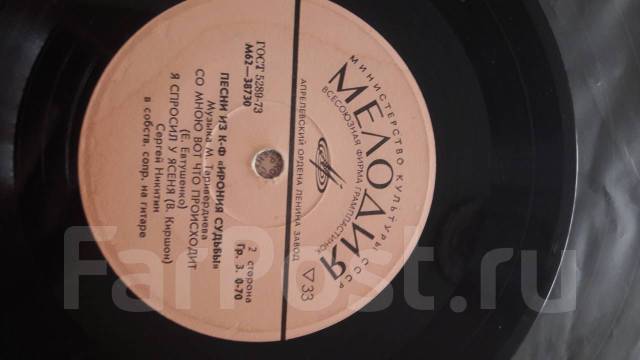 МИНИСТЕРСТВО КУЛЬТУРЫ СССР
МЕЛОДИЯ
ВСЕСОЮЗНАЯ ФИРМА ГРАМПЛАСТИНОК
АПРЕЛЕВСКИЙ ОРДЕНА ЛЕНИНА ЗАВОД
33
ГОСТ 5289-73
М62—38730
2 сторона
Гр. 3. 0-70
ПЕСНИ ИЗ К-Ф «ИРОНИЯ СУДЬБЫ»
Музыка М. Таривердиева
СО МНОЮ ВОТ ЧТО ПРОИСХОДИТ
(Е. Евтушенко)
Я СПРОСИЛ У ЯСЕНЯ (В. Киршон)
Сергей Никитин
в собств. сопр. на гитаре
FarPost.ru